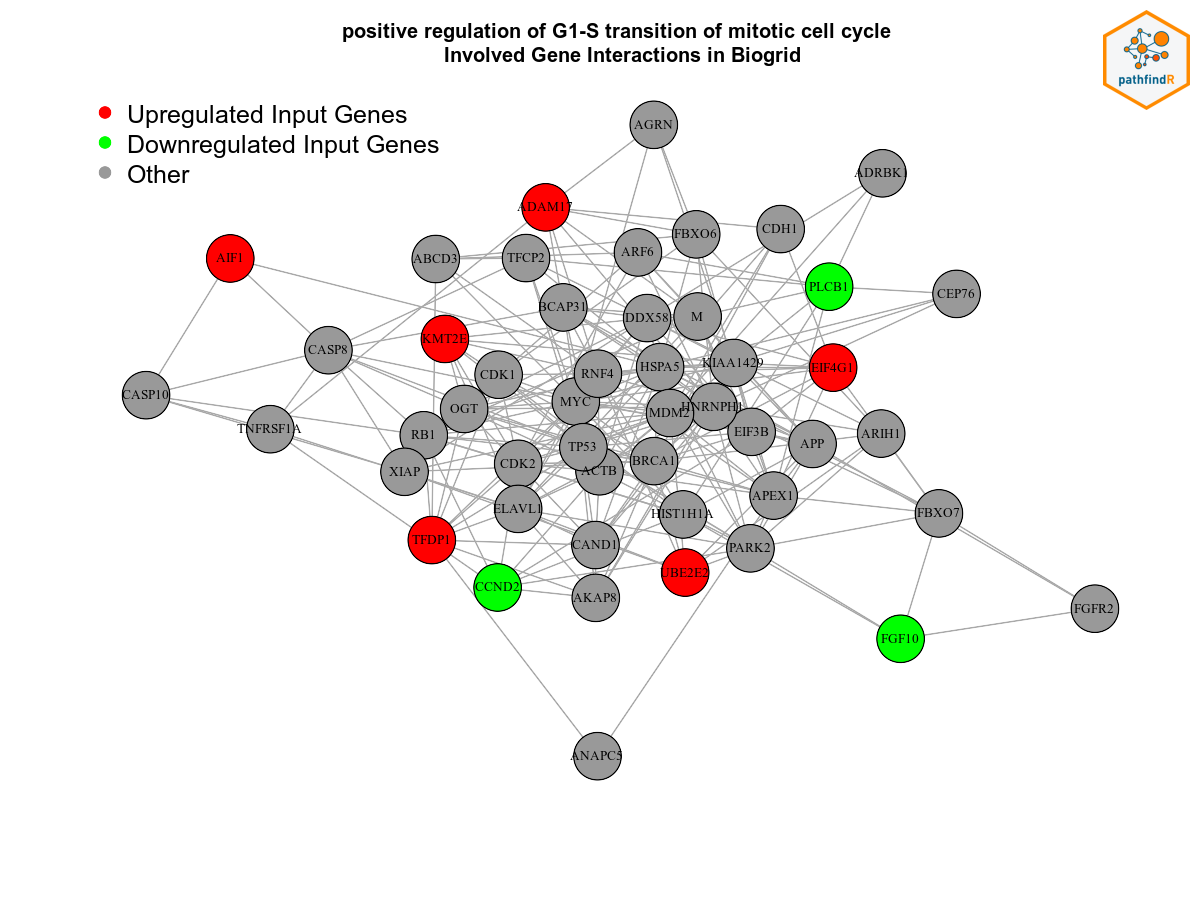 positive regulation of G1-S transition of mitotic cell cycle
Involved Gene Interactions in Biogrid
pathfindR
Upregulated Input Genes
Downregulated Input Genes
Other
AGRN
ADRBK1
ADAM17
FBXO6
CDH1
ARF6
AIF1
ABCD3
TFCP2
PLCB1
CEP76
BCAP31
DDX58
M
KMT2E
CASP8
KIAA1429
HSPA5
EIF4G1
CDK1
RNF4
CASP10
MYC
OGT
HNRNPH1
MDM2
TNFRSF1A
RB1
EIF3B
ARIH1
APP
TP53
BRCA1
CDK2
XIAP
ACTB
APEX1
ELAVL1
HIST1H1A
FBXO7
TFDP1
CAND1
PARK2
UBE2E2
CCND2
AKAP8
FGFR2
FGF10
ANAPC5